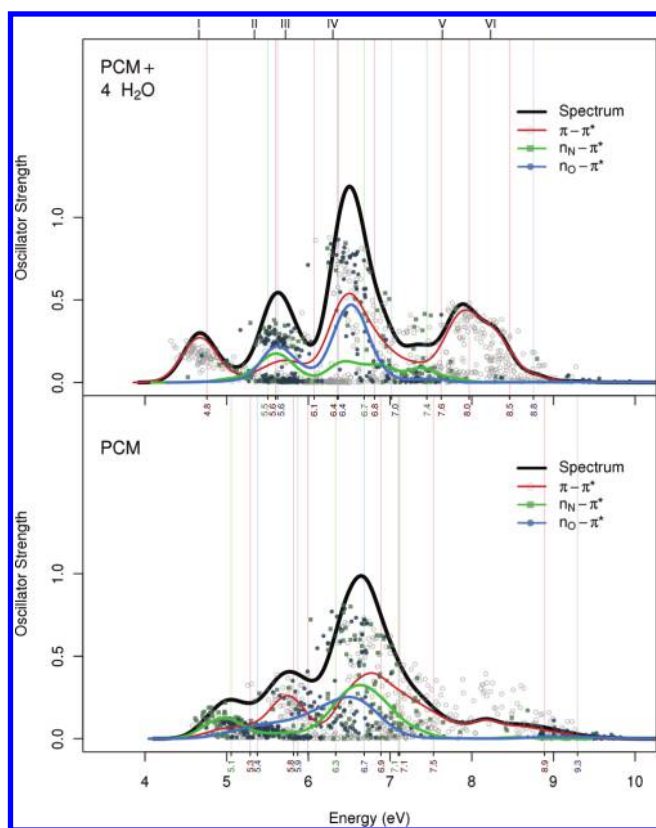 I II III IV V VI
PCM +
4 H₂O
Spectrum
π−π*
n_N−π*
n_O−π*
Oscillator Strength
1.0
0.5
0.0
4.8 5.5 5.6 5.6 6.1 6.4 6.4 6.7 6.8 7.0 7.4 7.6 8.0 8.5 8.8
PCM
Spectrum
π−π*
n_N−π*
n_O−π*
Oscillator Strength
1.0
0.5
0.0
5.1 5.3 5.4 5.8 5.9 6.3 6.7 6.9 7.1 7.1 7.5 8.9 9.3
4 5 6 7 8 9 10
Energy (eV)